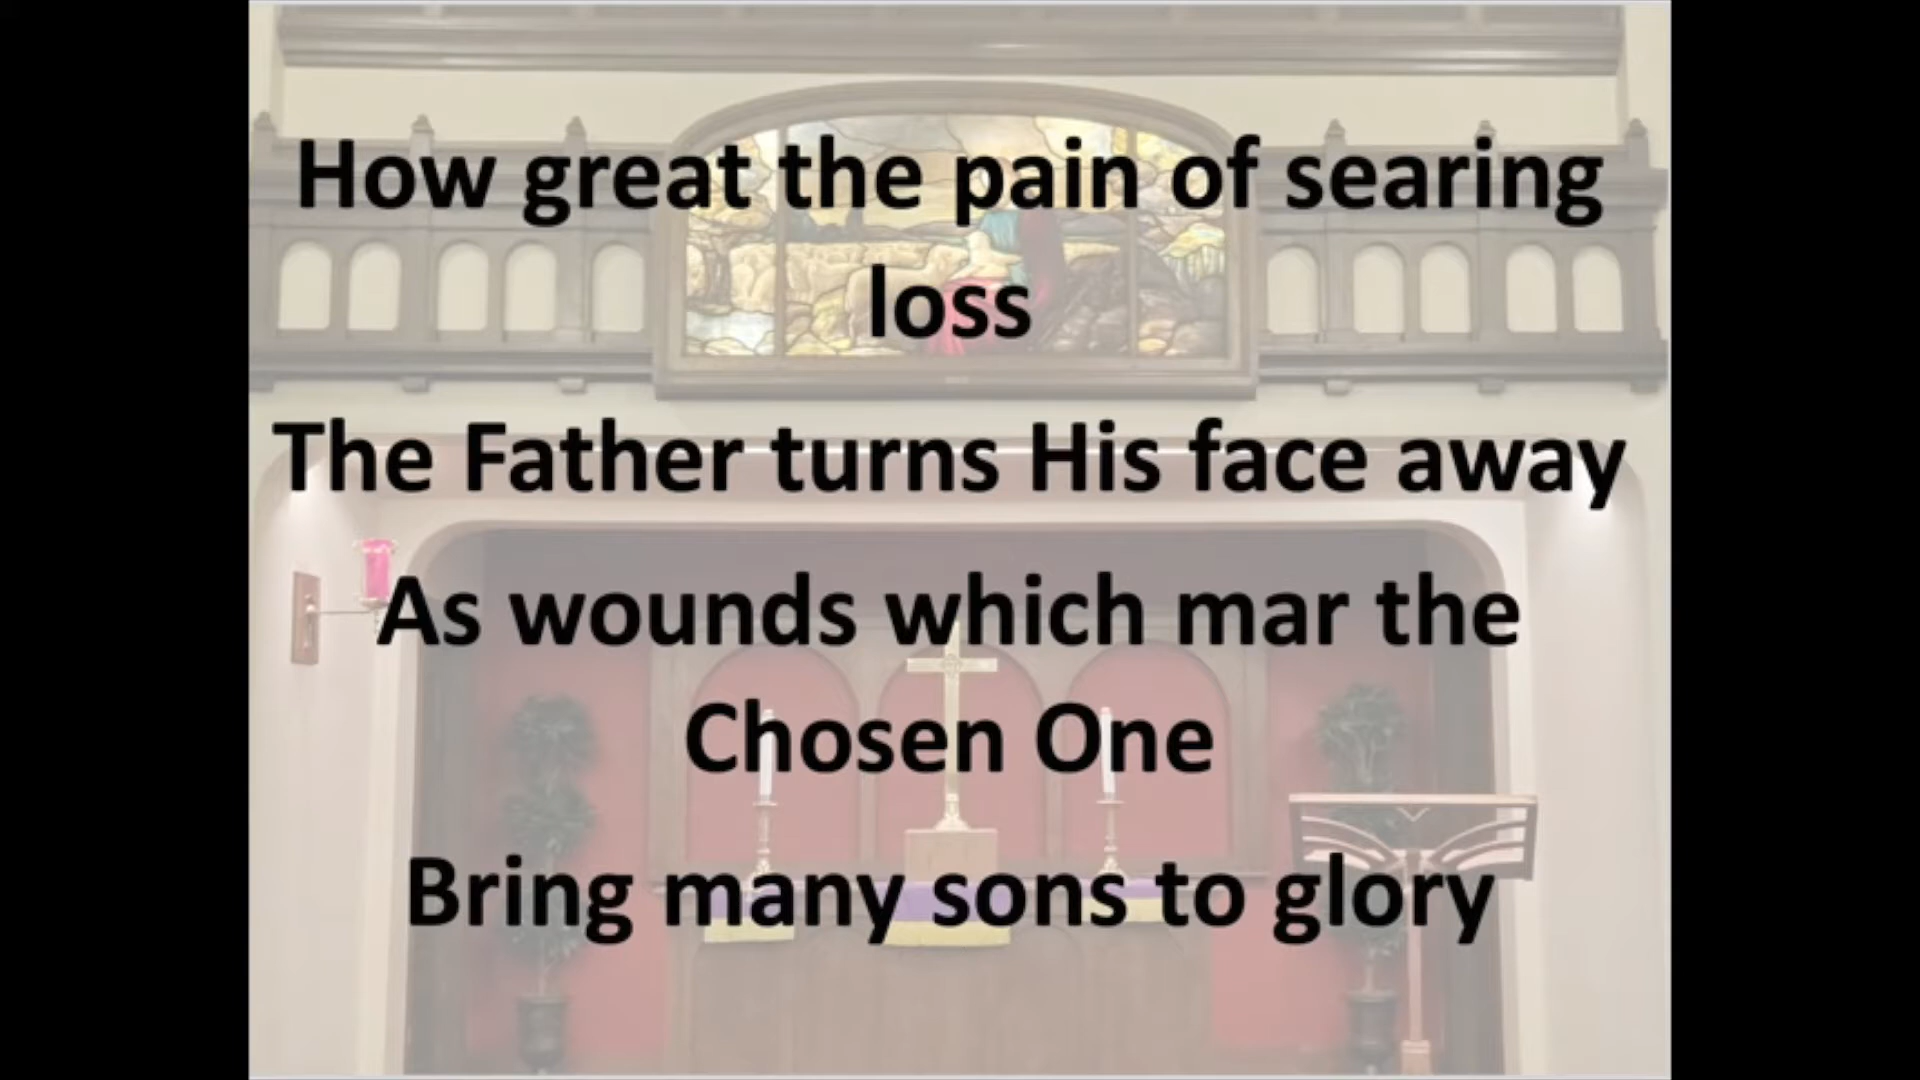 How great the pain of searing
loss
The Father turns His face away
As wounds which mar the
Chosen One
Bring many sons to glory